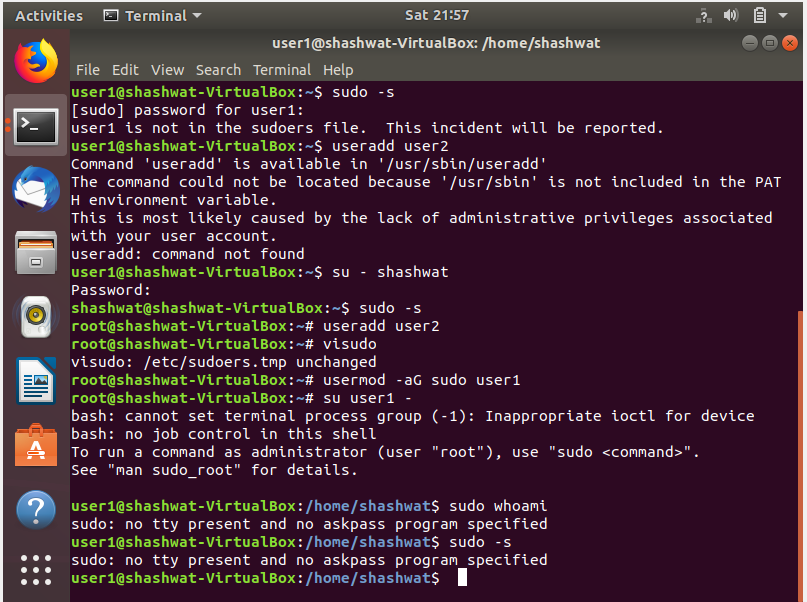 Activities Terminal Sat 21:57
user1@shashwat-VirtualBox: /home/shashwat
File Edit View Search Terminal Help
user1@shashwat-VirtualBox:~$ sudo -s
[sudo] password for user1:
user1 is not in the sudoers file.  This incident will be reported.
user1@shashwat-VirtualBox:~$ useradd user2
Command 'useradd' is available in '/usr/sbin/useradd'
The command could not be located because '/usr/sbin' is not included in the PAT
H environment variable.
This is most likely caused by the lack of administrative privileges associated
with your user account.
useradd: command not found
user1@shashwat-VirtualBox:~$ su - shashwat
Password:
shashwat@shashwat-VirtualBox:~$ sudo -s
root@shashwat-VirtualBox:~# useradd user2
root@shashwat-VirtualBox:~# visudo
visudo: /etc/sudoers.tmp unchanged
root@shashwat-VirtualBox:~# usermod -aG sudo user1
root@shashwat-VirtualBox:~# su user1 -
bash: cannot set terminal process group (-1): Inappropriate ioctl for device
bash: no job control in this shell
To run a command as administrator (user "root"), use "sudo <command>".
See "man sudo_root" for details.
user1@shashwat-VirtualBox:/home/shashwat$ sudo whoami
sudo: no tty present and no askpass program specified
user1@shashwat-VirtualBox:/home/shashwat$ sudo -s
sudo: no tty present and no askpass program specified
user1@shashwat-VirtualBox:/home/shashwat$